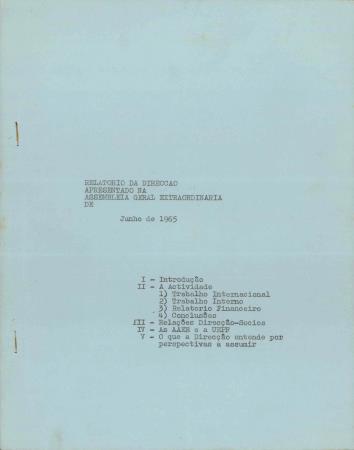 RELATORIO DA DIRECCAO
APRESENTADO NA
ASSEMBLEIA GERAL EXTRAORDINARIA
DE
Junho de 1965
I - Introdução
II - A Actividade
1) Trabalho Internacional
2) Trabalho Interno
3) Relatorio Financeiro
4) Conclusões
III - Relações Direcção-Socios
IV - As AAEE e a UEPF
V - O que a Direcção entende por
perspectivas a assumir